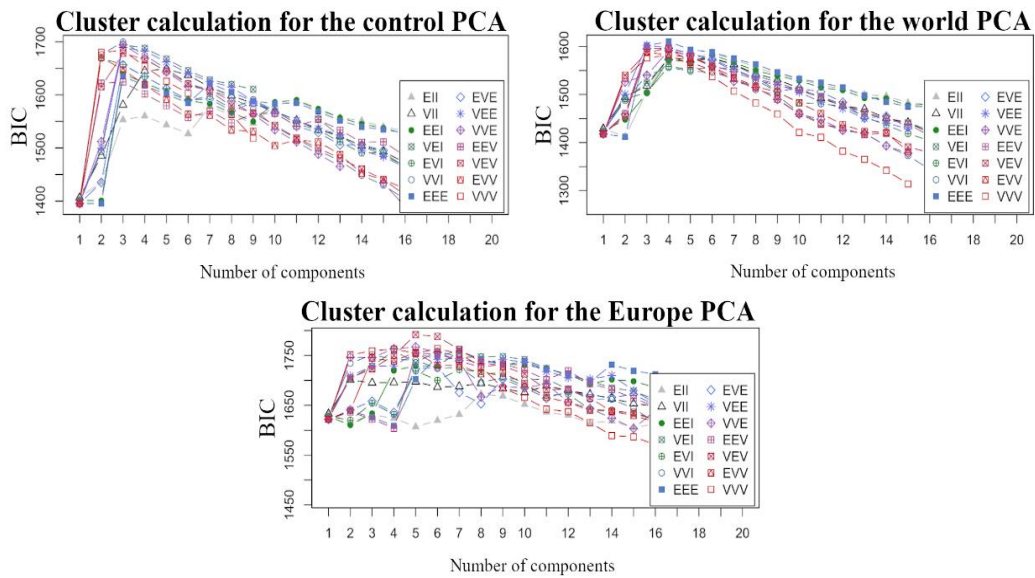 Cluster calculation for the control PCA
BIC
1700
1600
1500
1400
1 2 3 4 5 6 7 8 9 10 12 14 16 18 20
Number of components
EII EVE
VII VEE
EEI VVE
VEI EEV
EVI VEV
VVI EVV
EEE VVV
Cluster calculation for the world PCA
BIC
1600
1500
1400
1300
1 2 3 4 5 6 7 8 9 10 12 14 16 18 20
Number of components
EII EVE
VII VEE
EEI VVE
VEI EEV
EVI VEV
VVI EVV
EEE VVV
Cluster calculation for the Europe PCA
BIC
1750
1650
1550
1450
1 2 3 4 5 6 7 8 9 10 12 14 16 18 20
Number of components
EII EVE
VII VEE
EEI VVE
VEI EEV
EVI VEV
VVI EVV
EEE VVV